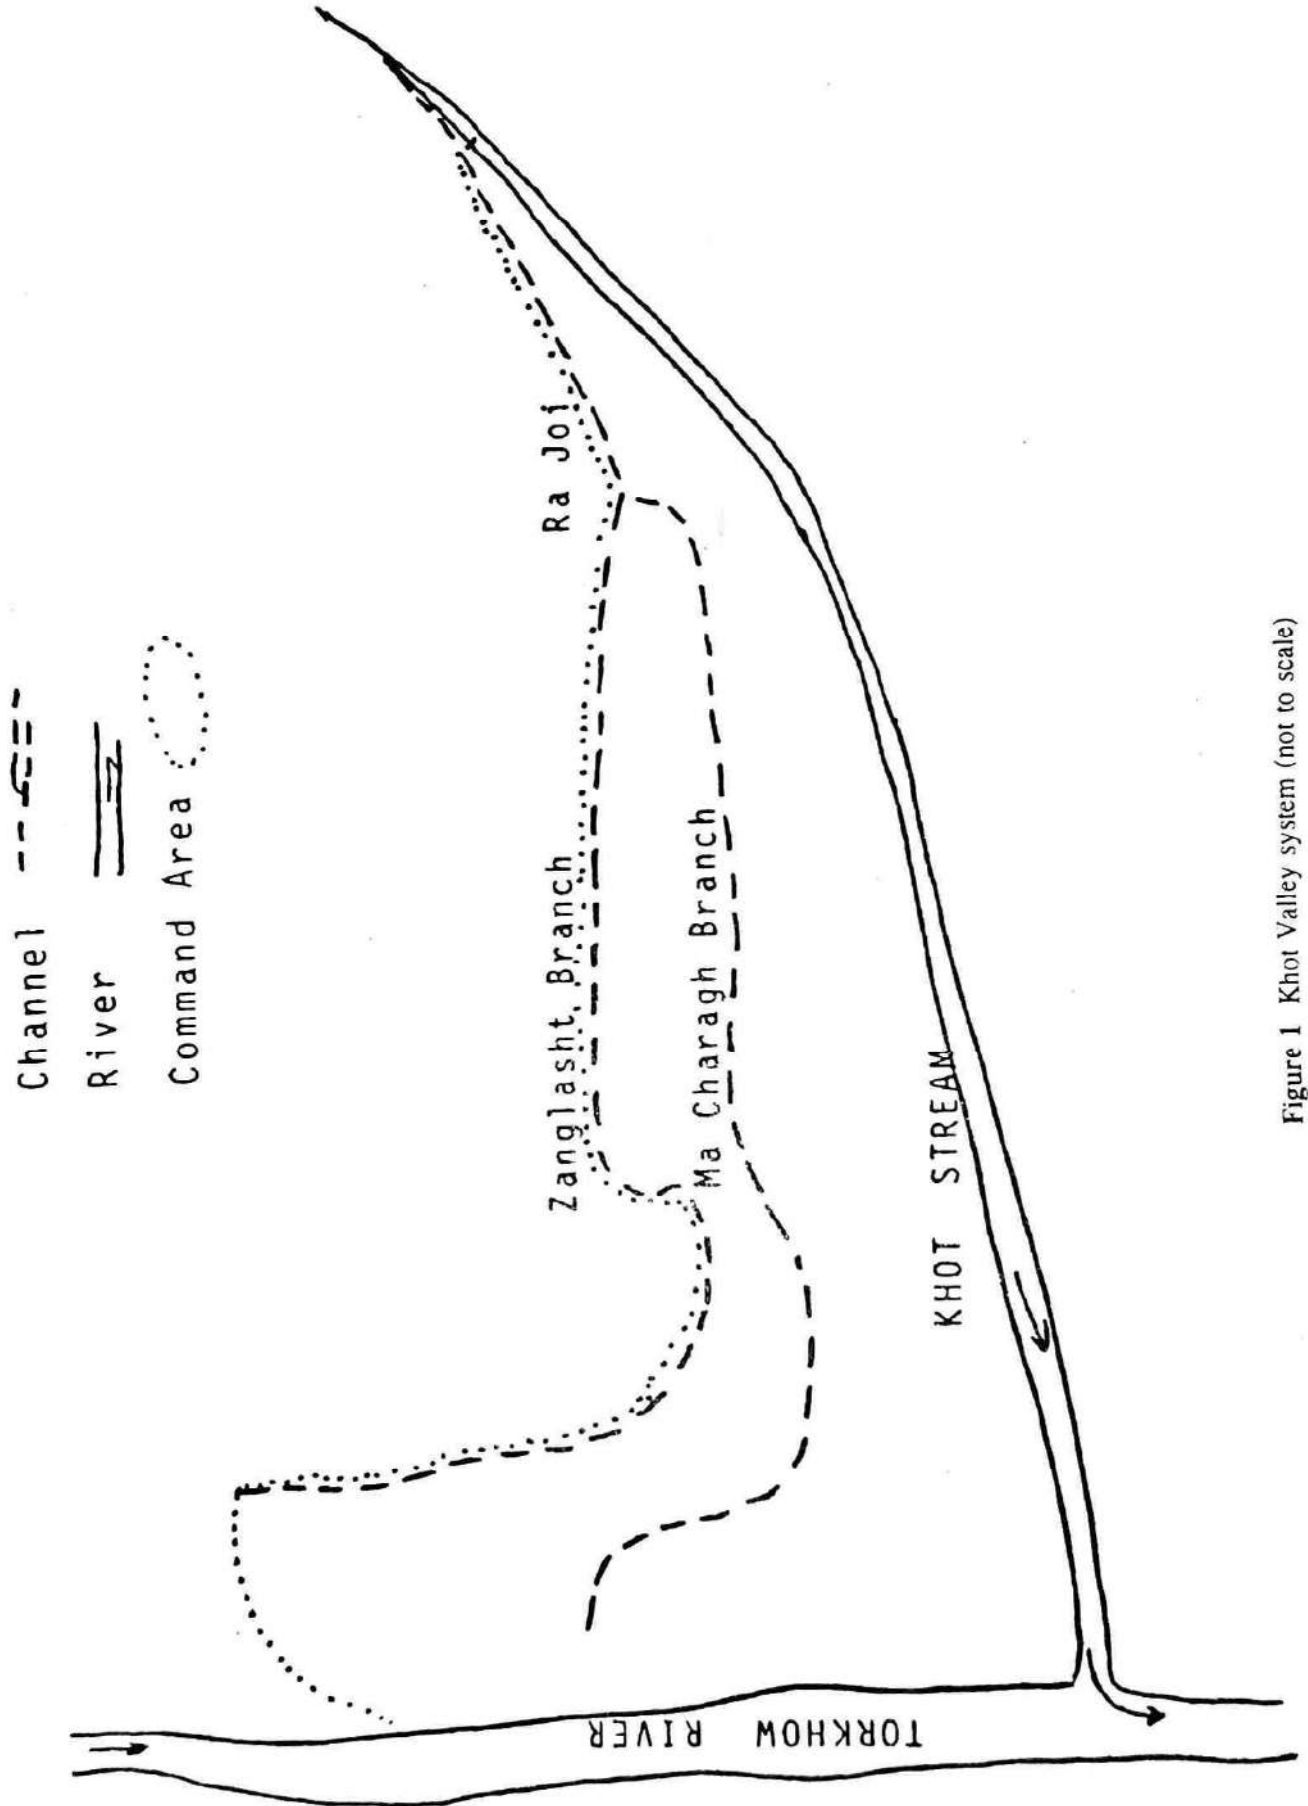 Channel
River
Command Area
Ra Joi
Zanglasht Branch
Ma Charagh Branch
KHOT STREAM
TORKHOW RIVER
Figure 1 Khot Valley system (not to scale)